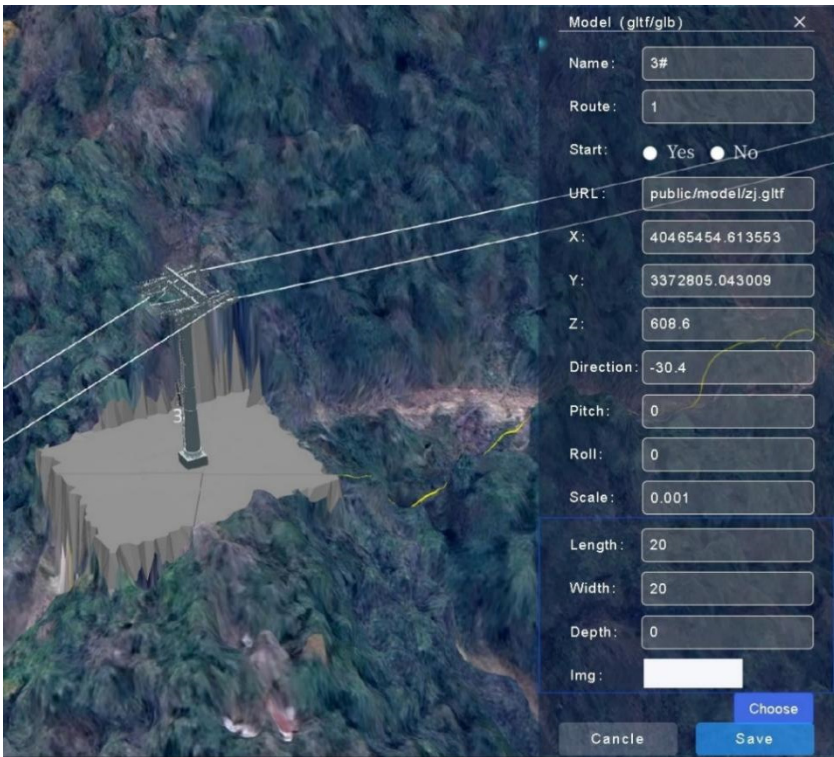 Model (gltf/glb) ×
Name: 3#
Route: 1
Start: Yes No
URL: public/model/zj.gltf
X: 40465454.613553
Y: 3372805.043009
Z: 608.6
Direction: -30.4
Pitch: 0
Roll: 0
Scale: 0.001
Length: 20
Width: 20
Depth: 0
Img:
Choose
Cancle Save
3